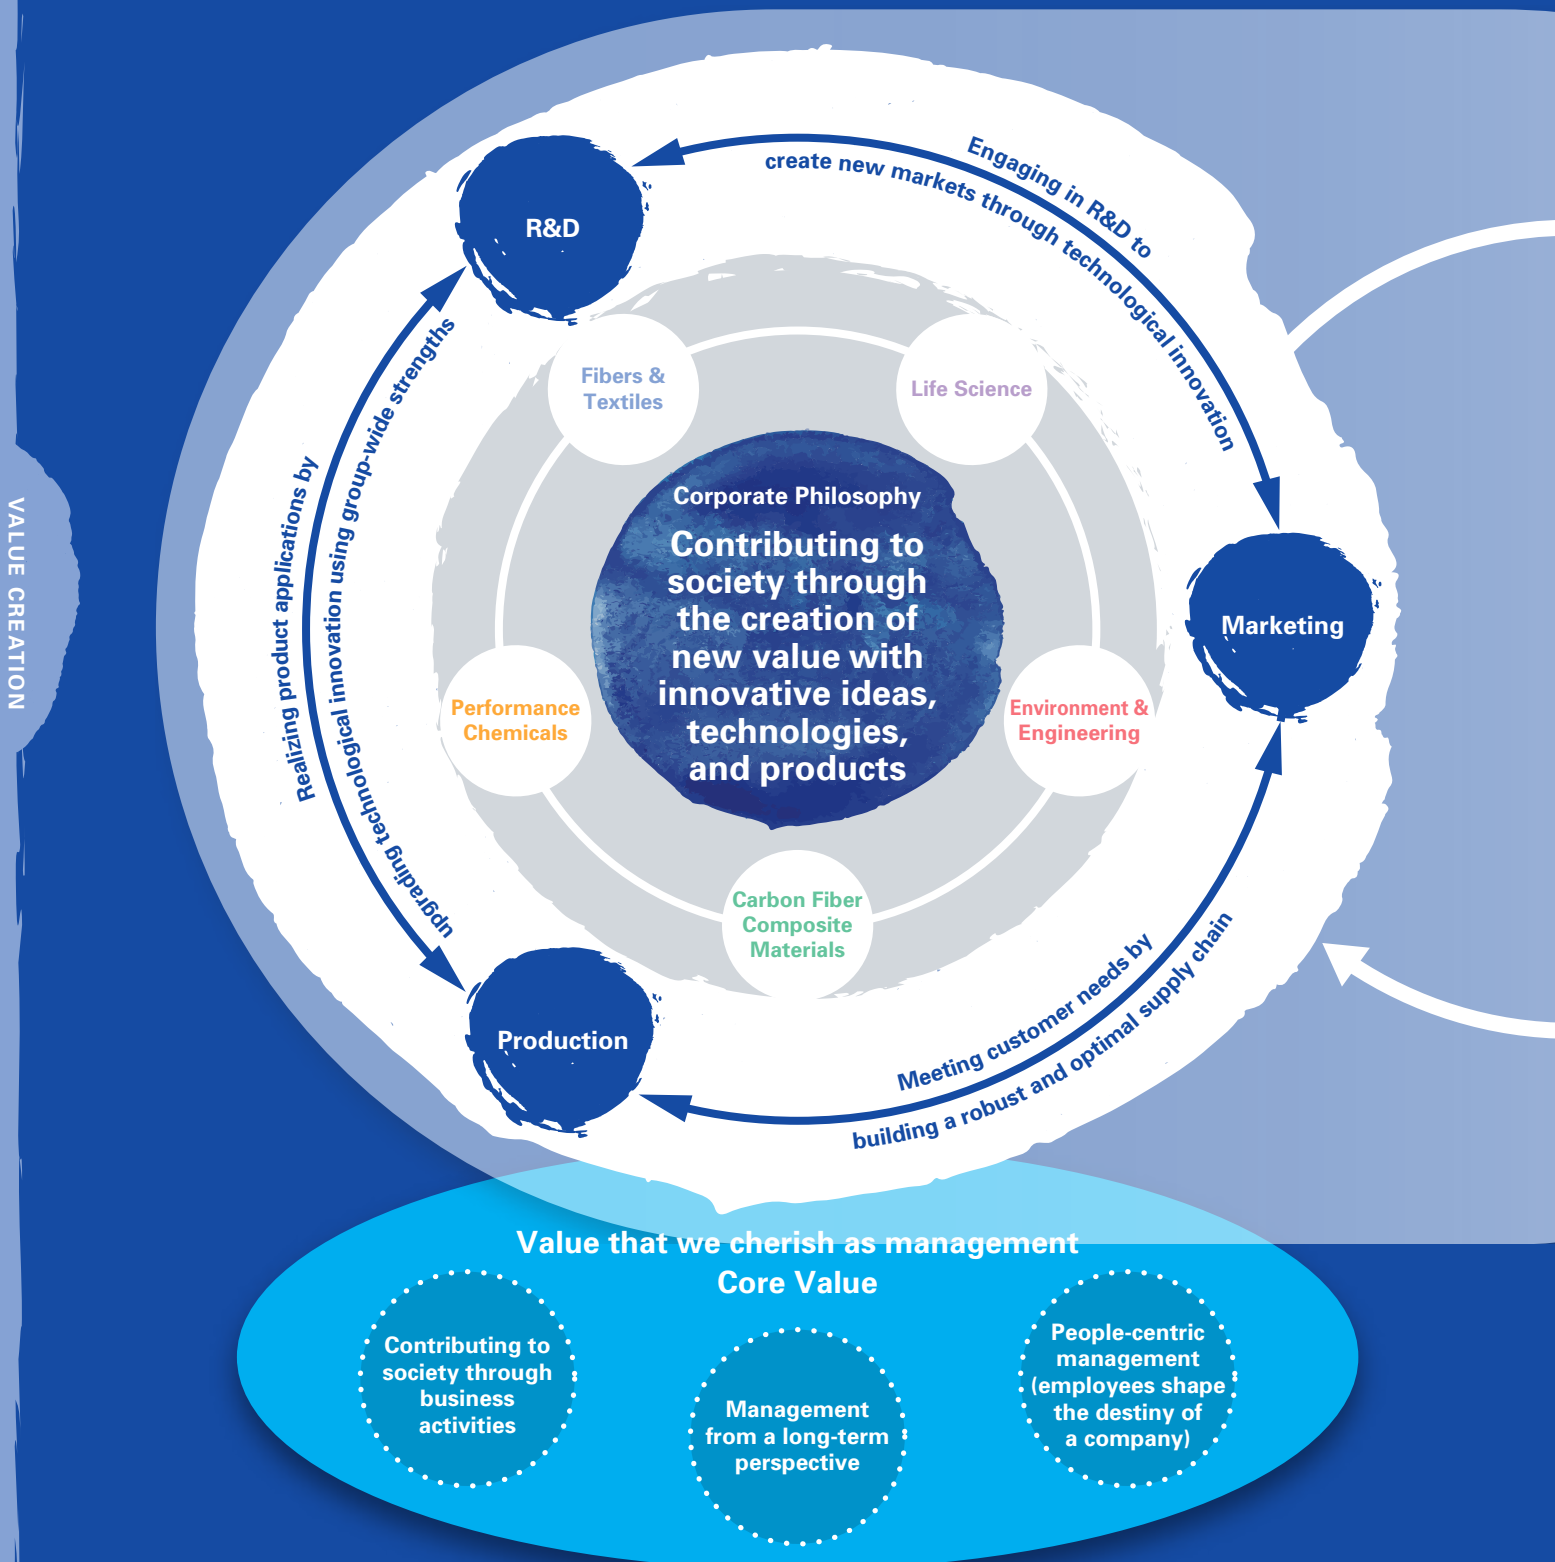 VALUE CREATION
R&D
Engaging in R&D to
create new markets through technological innovation
Realizing product applications by
upgrading technological innovation using group-wide strengths
Fibers &
Textiles
Life Science
Corporate Philosophy
Contributing to
society through
the creation of
new value with
innovative ideas,
technologies,
and products
Marketing
Performance
Chemicals
Environment &
Engineering
Carbon Fiber
Composite
Materials
Production
Meeting customer needs by
building a robust and optimal supply chain
Value that we cherish as management
Core Value
Contributing to
society through
business
activities
Management
from a long-term
perspective
People-centric
management
(employees shape
the destiny of
a company)